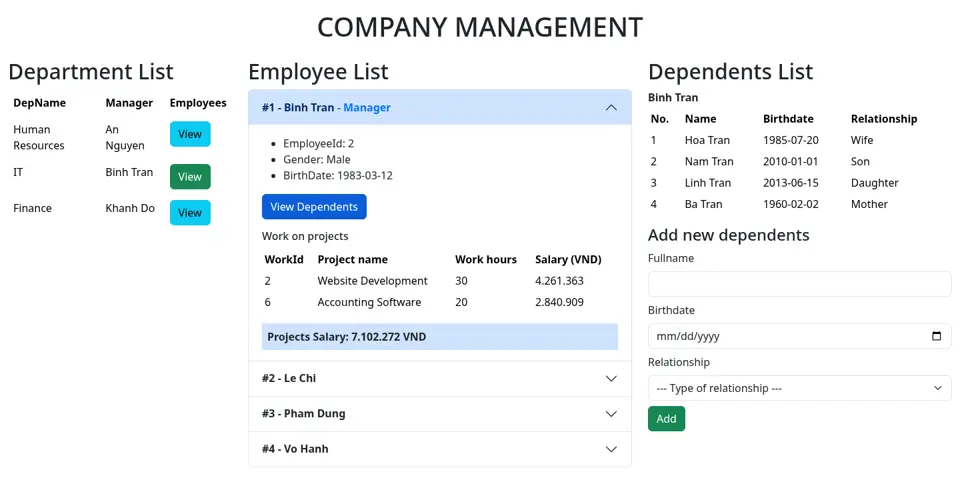 COMPANY MANAGEMENT
Department List
DepName Manager Employees
Human Resources An Nguyen View
IT Binh Tran View
Finance Khanh Do View
Employee List
#1 - Binh Tran - Manager
EmployeeId: 2
Gender: Male
BirthDate: 1983-03-12
View Dependents
Work on projects
WorkId Project name Work hours Salary (VND)
2 Website Development 30 4.261.363
6 Accounting Software 20 2.840.909
Projects Salary: 7.102.272 VND
#2 - Le Chi
#3 - Pham Dung
#4 - Vo Hanh
Dependents List
Binh Tran
No. Name Birthdate Relationship
1 Hoa Tran 1985-07-20 Wife
2 Nam Tran 2010-01-01 Son
3 Linh Tran 2013-06-15 Daughter
4 Ba Tran 1960-02-02 Mother
Add new dependents
Fullname
Birthdate
mm/dd/yyyy
Relationship
--- Type of relationship ---
Add